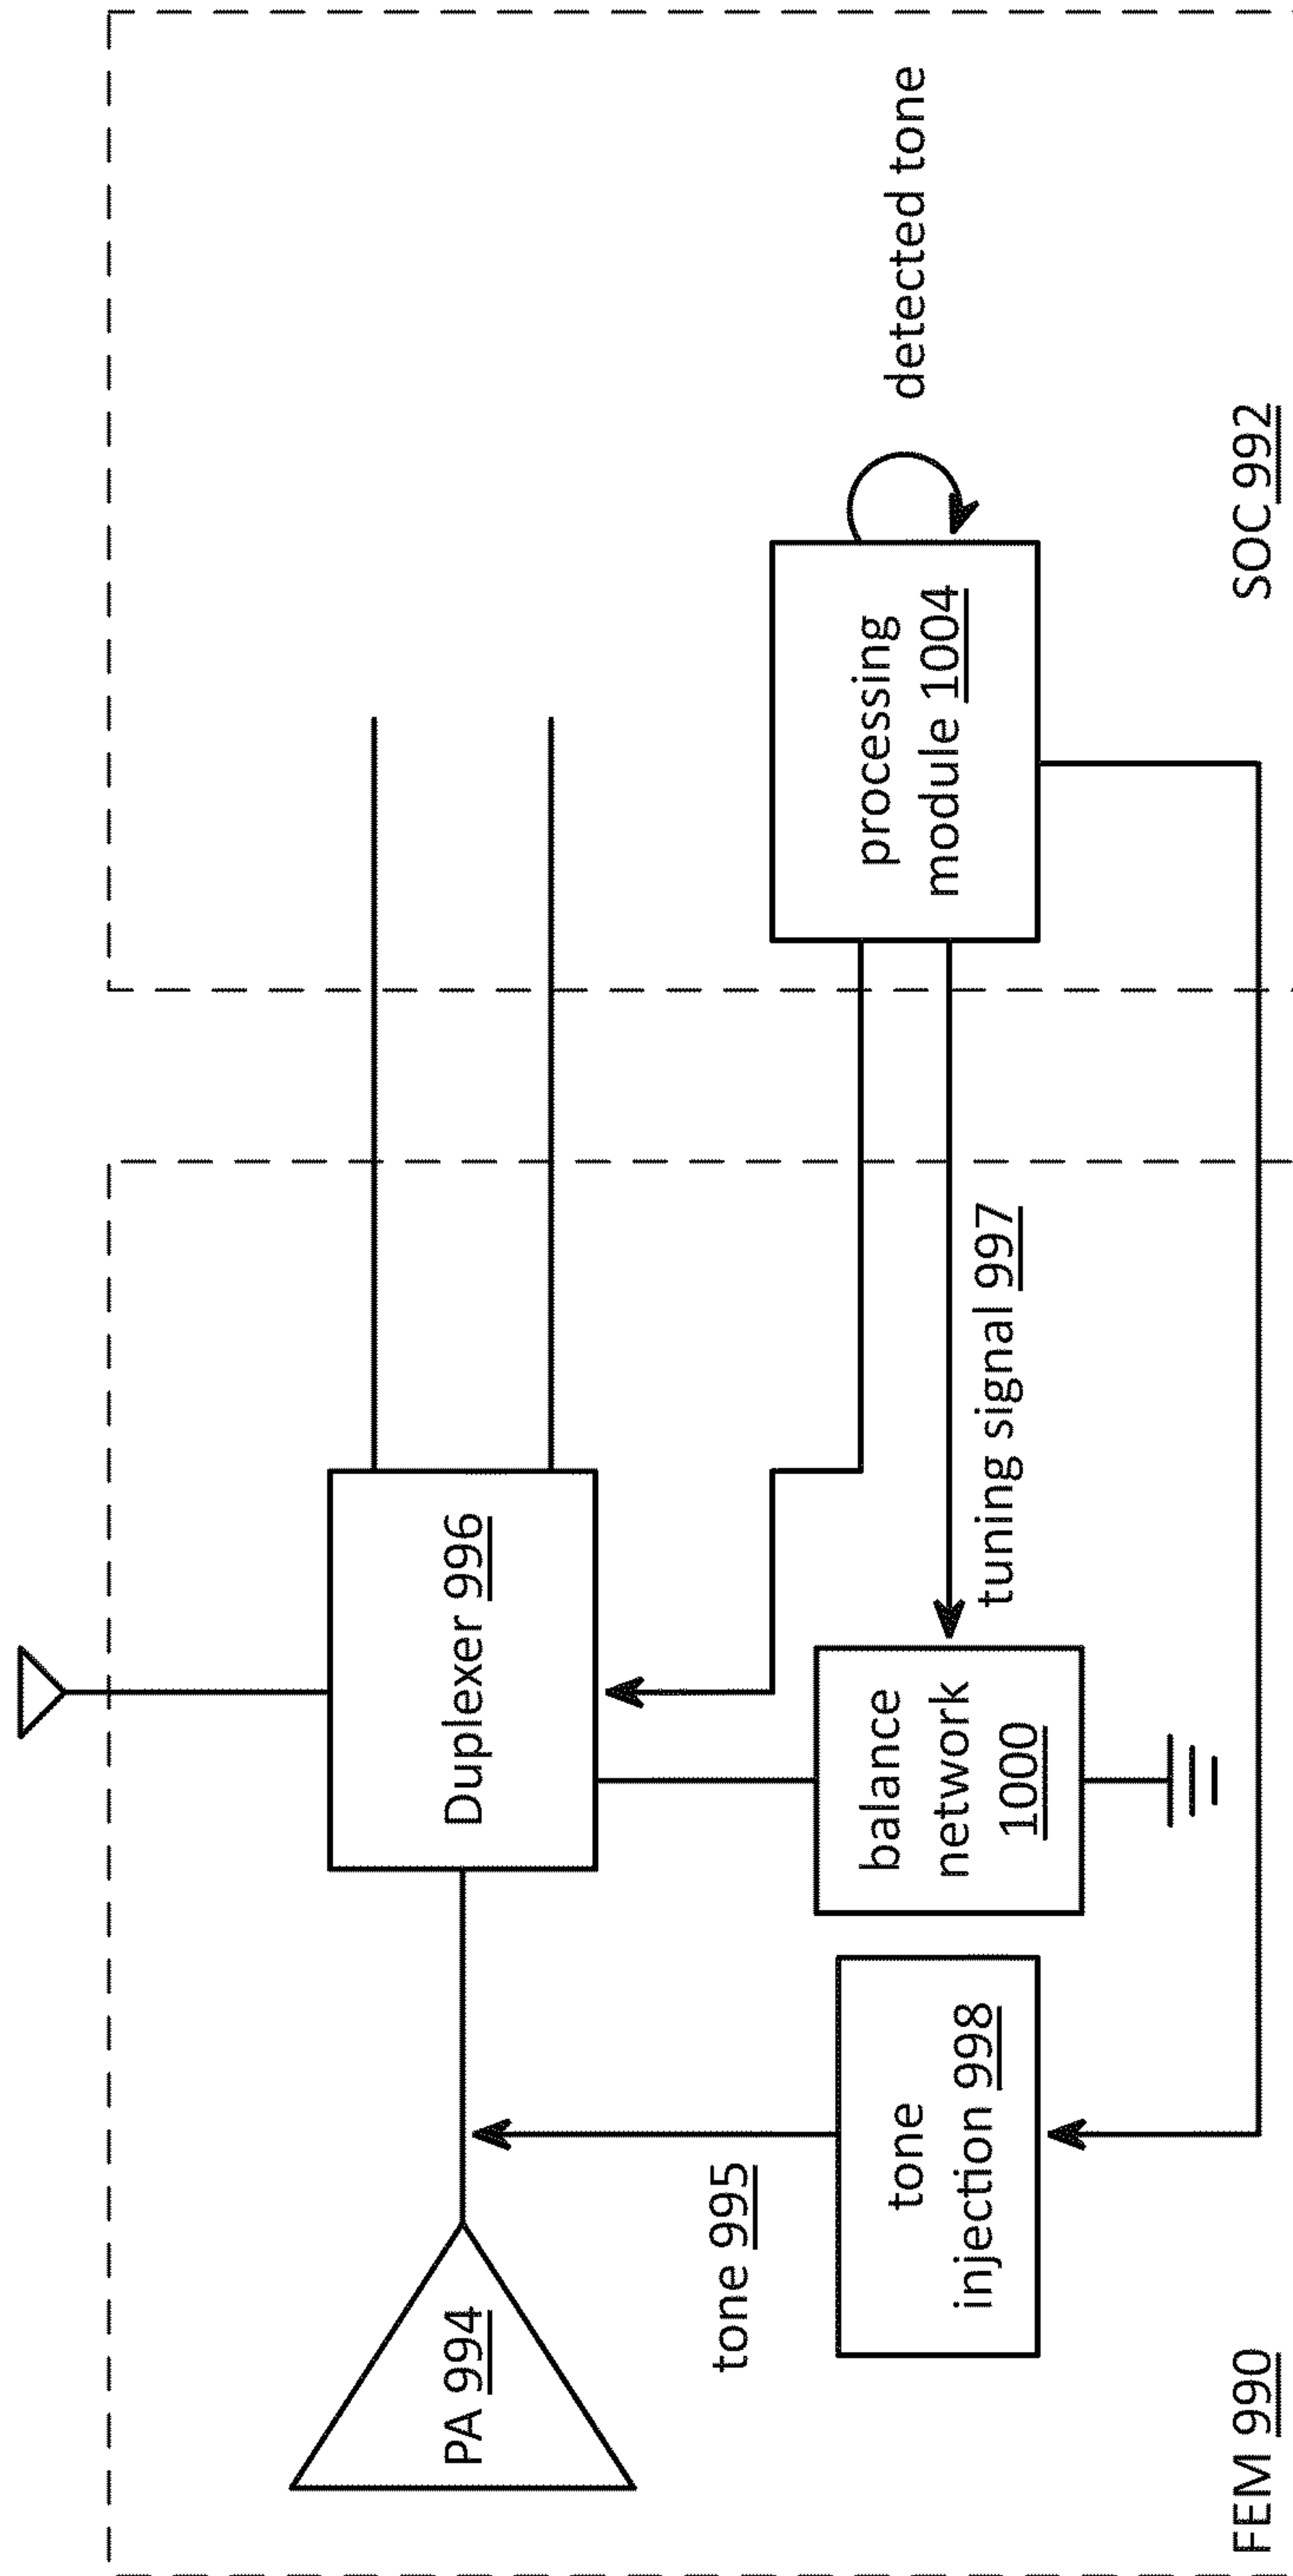 PA 994
Duplexer 996
tone 995
tone
injection 998
balance
network
1000
tuning signal 997
processing
module 1004
detected tone
FEM 990
SOC 992